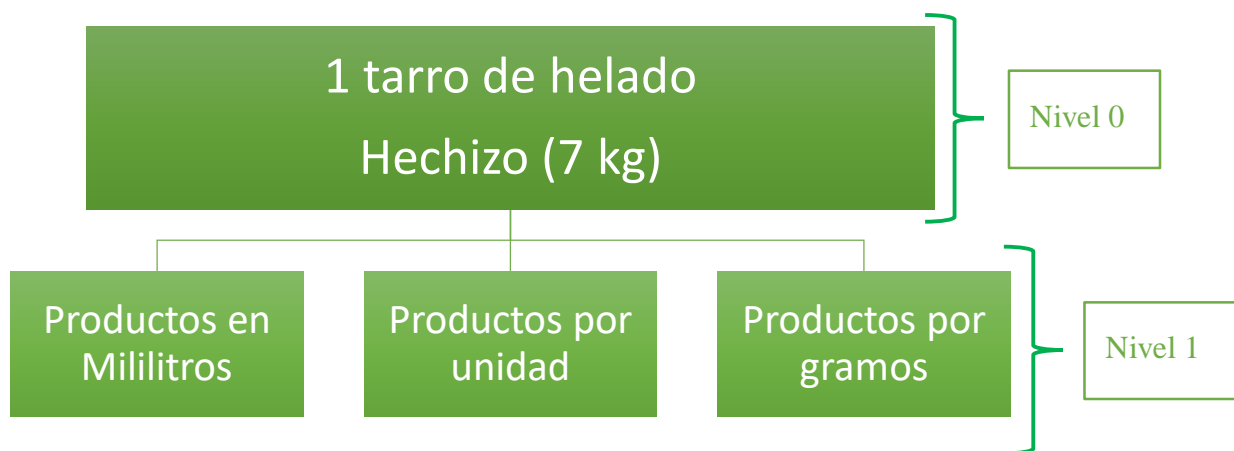 1 tarro de helado
Hechizo (7 kg)
Nivel 0
Productos en
Mililitros
Productos por
unidad
Productos por
gramos
Nivel 1